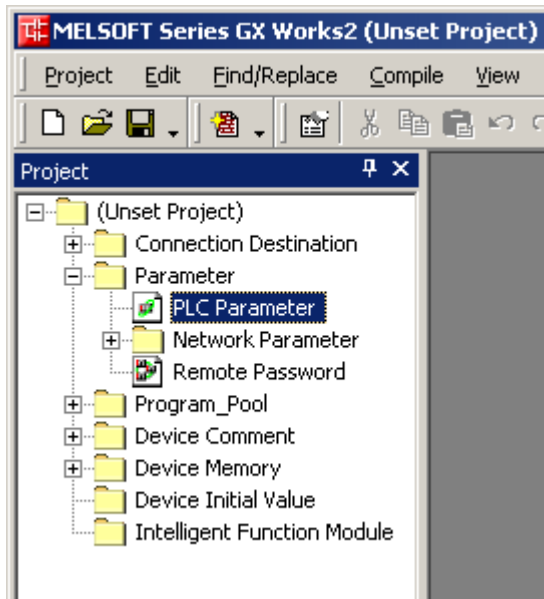 MELSOFT Series GX Works2 (Unset Project)
Project Edit Find/Replace Compile View
Project
(Unset Project)
Connection Destination
Parameter
PLC Parameter
Network Parameter
Remote Password
Program_Pool
Device Comment
Device Memory
Device Initial Value
Intelligent Function Module